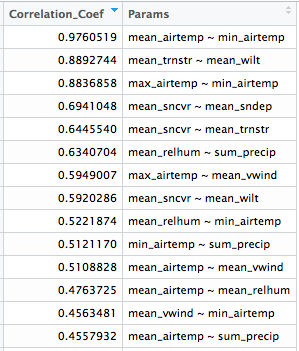 Correlation_Coef Params
0.9760519 mean_airtemp ~ min_airtemp
0.8892744 mean_trnstr ~ mean_wilt
0.8836858 max_airtemp ~ min_airtemp
0.6941048 mean_sncvr ~ mean_sndep
0.6445540 mean_sncvr ~ mean_trnstr
0.6340704 mean_relhum ~ sum_precip
0.5949007 max_airtemp ~ mean_vwind
0.5920286 mean_sncvr ~ mean_wilt
0.5221874 mean_relhum ~ min_airtemp
0.5121170 min_airtemp ~ sum_precip
0.5108828 mean_airtemp ~ mean_vwind
0.4763725 mean_airtemp ~ mean_relhum
0.4563481 mean_vwind ~ min_airtemp
0.4557932 mean_airtemp ~ sum_precip